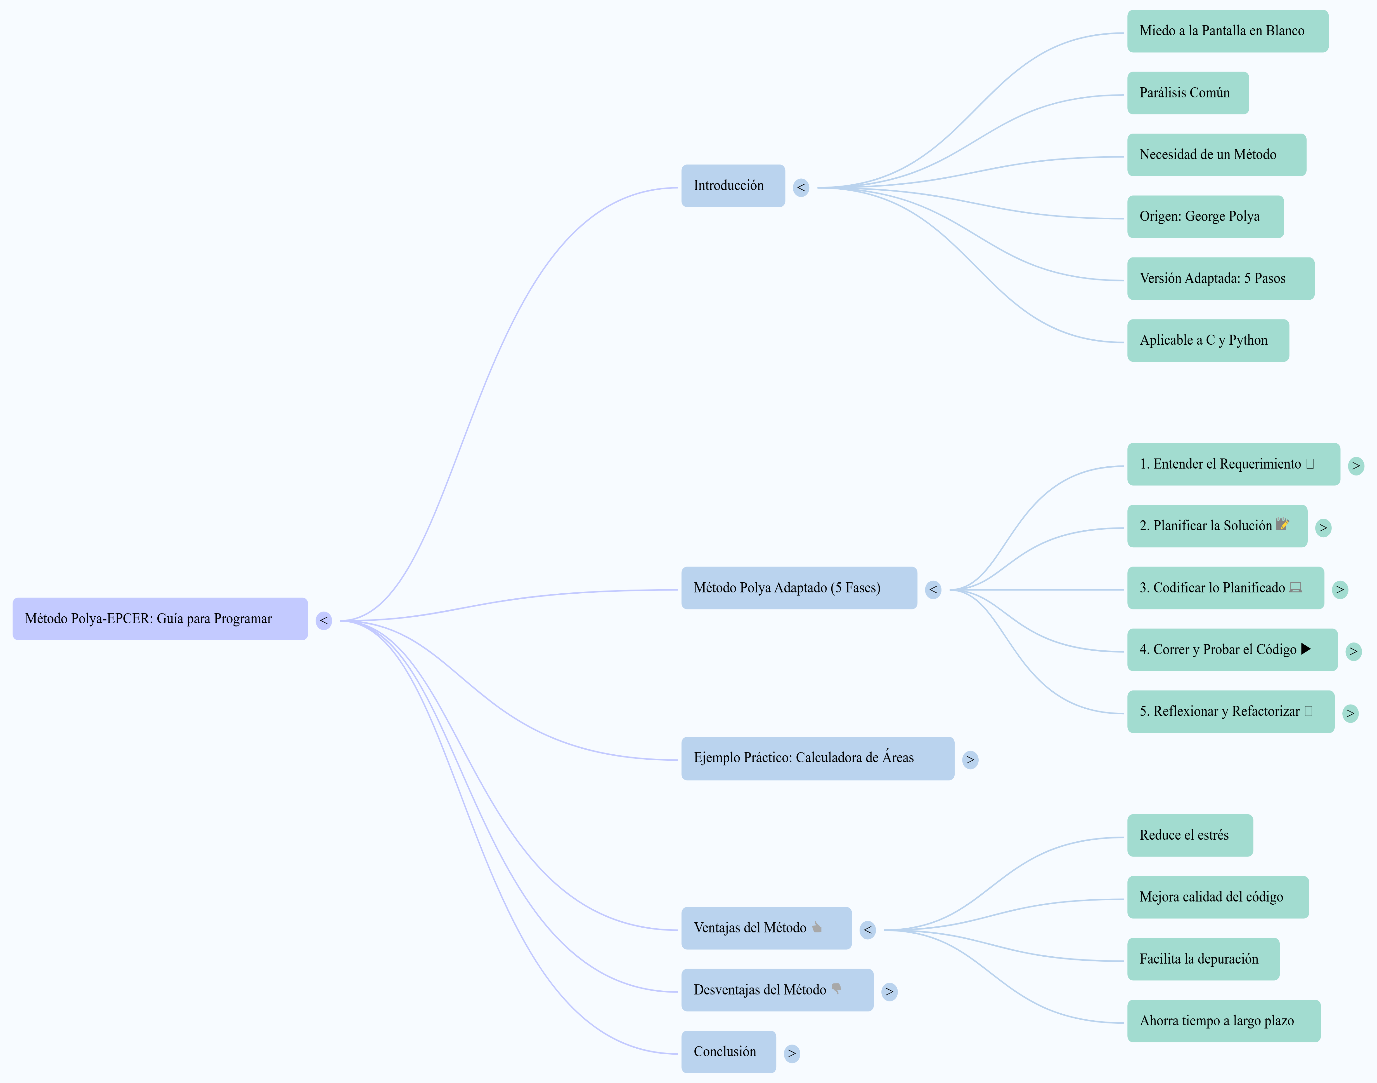 Método Polya-EPCER: Guía para Programar <
Introducción <
Miedo a la Pantalla en Blanco
Parálisis Común
Necesidad de un Método
Origen: George Polya
Versión Adaptada: 5 Pasos
Aplicable a C y Python
Método Polya Adaptado (5 Fases) <
1. Entender el Requerimiento >
2. Planificar la Solución 📝 >
3. Codificar lo Planificado 💻 >
4. Correr y Probar el Código ▶ >
5. Reflexionar y Refactorizar >
Ejemplo Práctico: Calculadora de Áreas >
Ventajas del Método 👍 <
Reduce el estrés
Mejora calidad del código
Facilita la depuración
Ahorra tiempo a largo plazo
Desventajas del Método 👎 >
Conclusión >